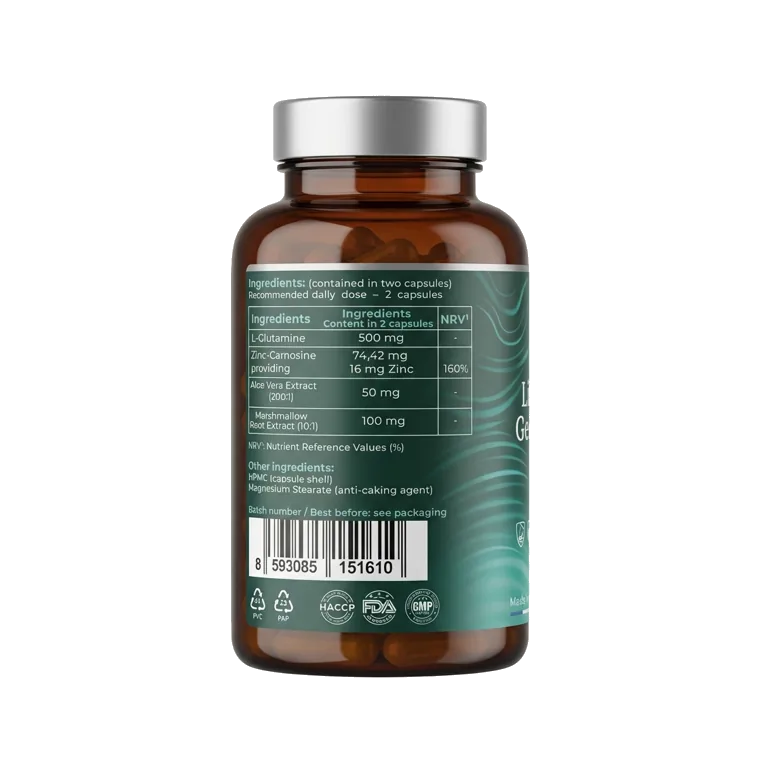 Ingredients: (contained in two capsules)
Recommended daily dose – 2 capsules
Ingredients
Ingredients
Content in 2 capsules
NRV¹
L-Glutamine
500 mg
-
Zinc-Carnosine
providing
74,42 mg
16 mg Zinc
160%
Aloe Vera Extract
(200:1)
50 mg
-
Marshmallow
Root Extract (10:1)
100 mg
-
NRV¹: Nutrient Reference Values (%)
Other ingredients:
HPMC (capsule shell)
Magnesium Stearate (anti-caking agent)
Batsh number / Best before: see packaging
8 593085 151610
PVC
PAP
HACCP
FDA
GMP
Li
Ge